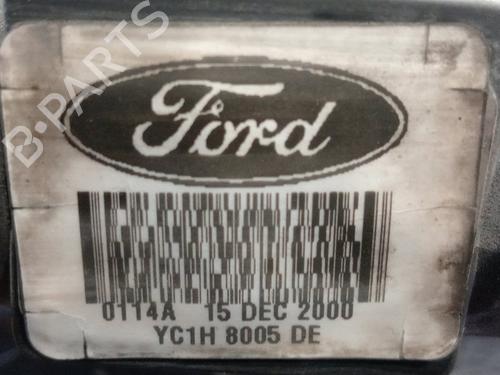 B-PARTS
Ford
0114A 15 DEC 2000
YC1H 8005 DE